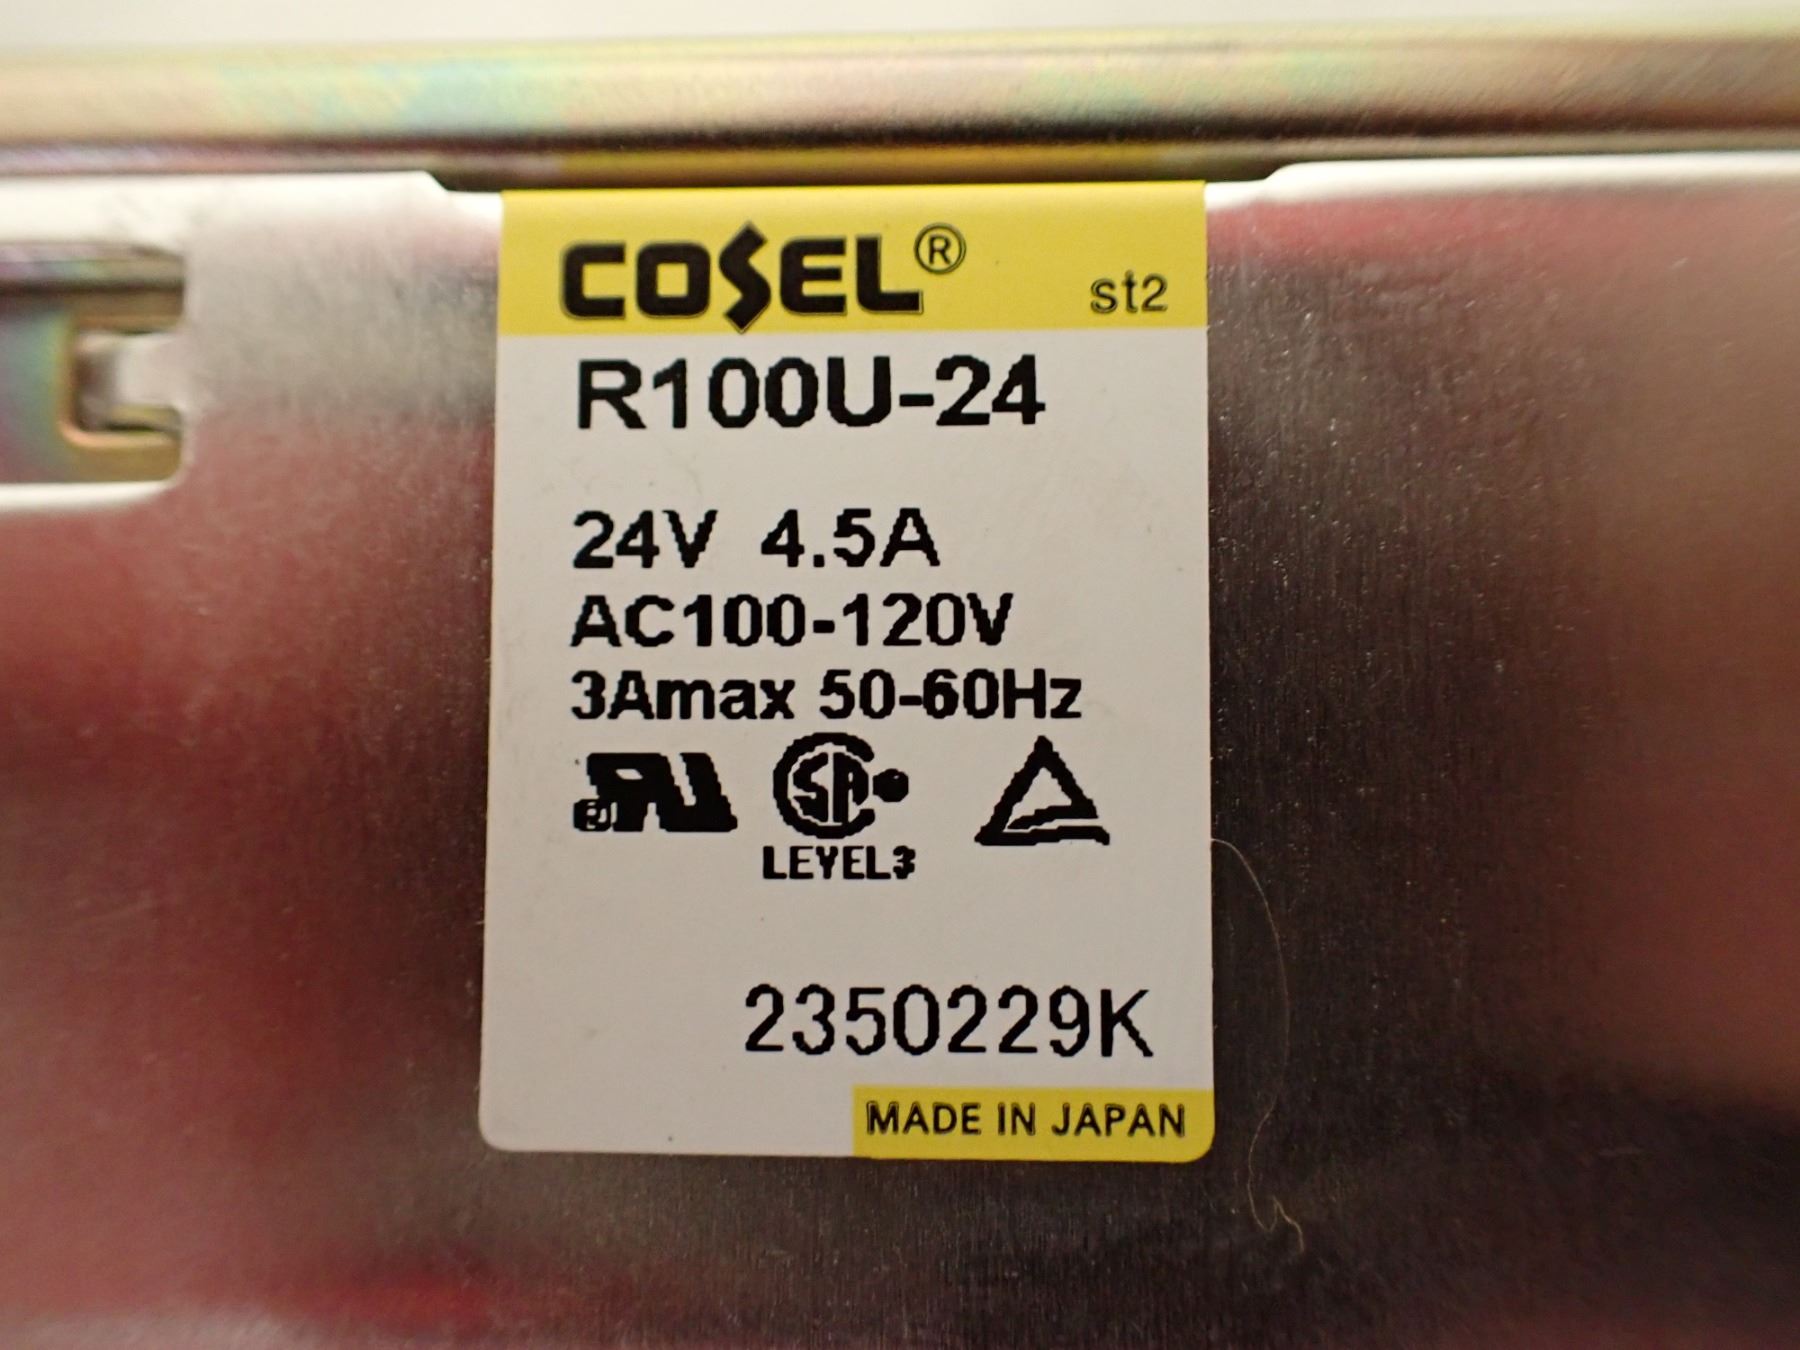 COSEL®
st2
R100U-24
24V 4.5A
AC100-120V
3Amax 50-60Hz
LEVEL3
2350229K
MADE IN JAPAN